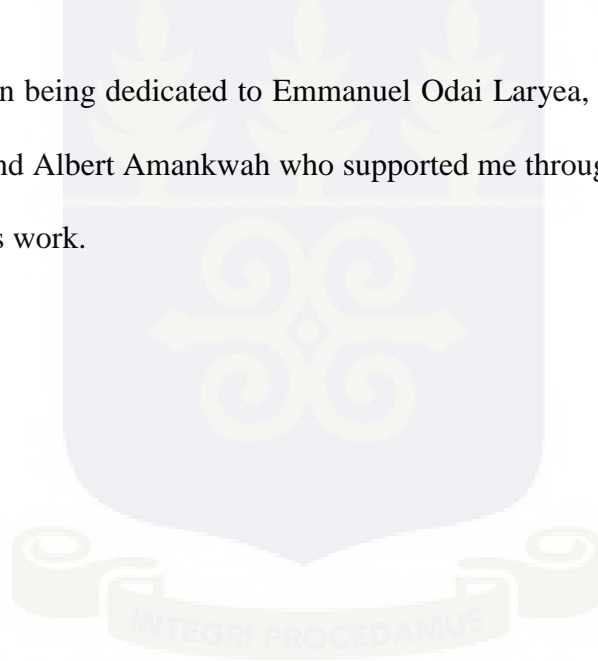 n being dedicated to Emmanuel Odai Laryea,
nd Albert Amankwah who supported me throug
s work.
INTEGRI PROCEDAMUS